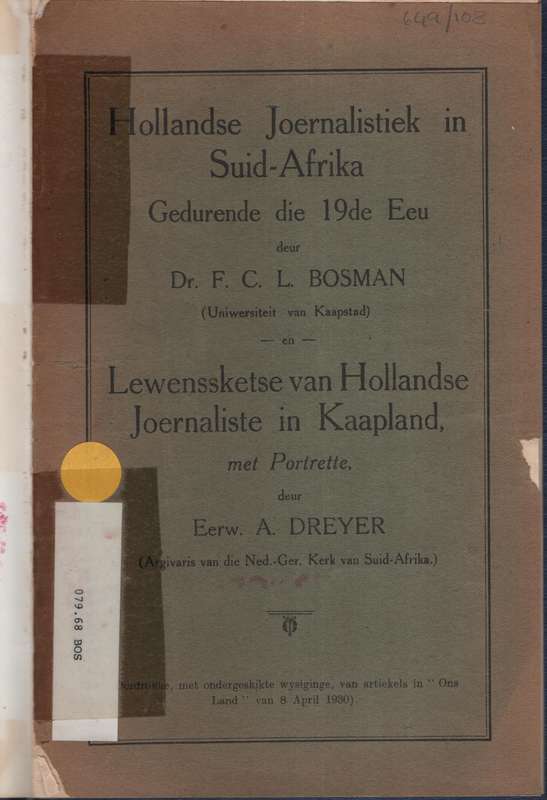 649/108
Hollandse Joernalistiek in
Suid-Afrika
Gedurende die 19de Eeu
deur
Dr. F. C. L. BOSMAN
(Uniwersiteit van Kaapstad)
— en —
Lewenssketse van Hollandse
Joernaliste in Kaapland,
met Portrette,
deur
Eerw. A. DREYER
(Argivaris van die Ned.-Ger. Kerk van Suid-Afrika.)
met ondergeskikte wysiginge, van artiekels in “ Ons
Land ” van 8 April 1930)
079.68 BOS